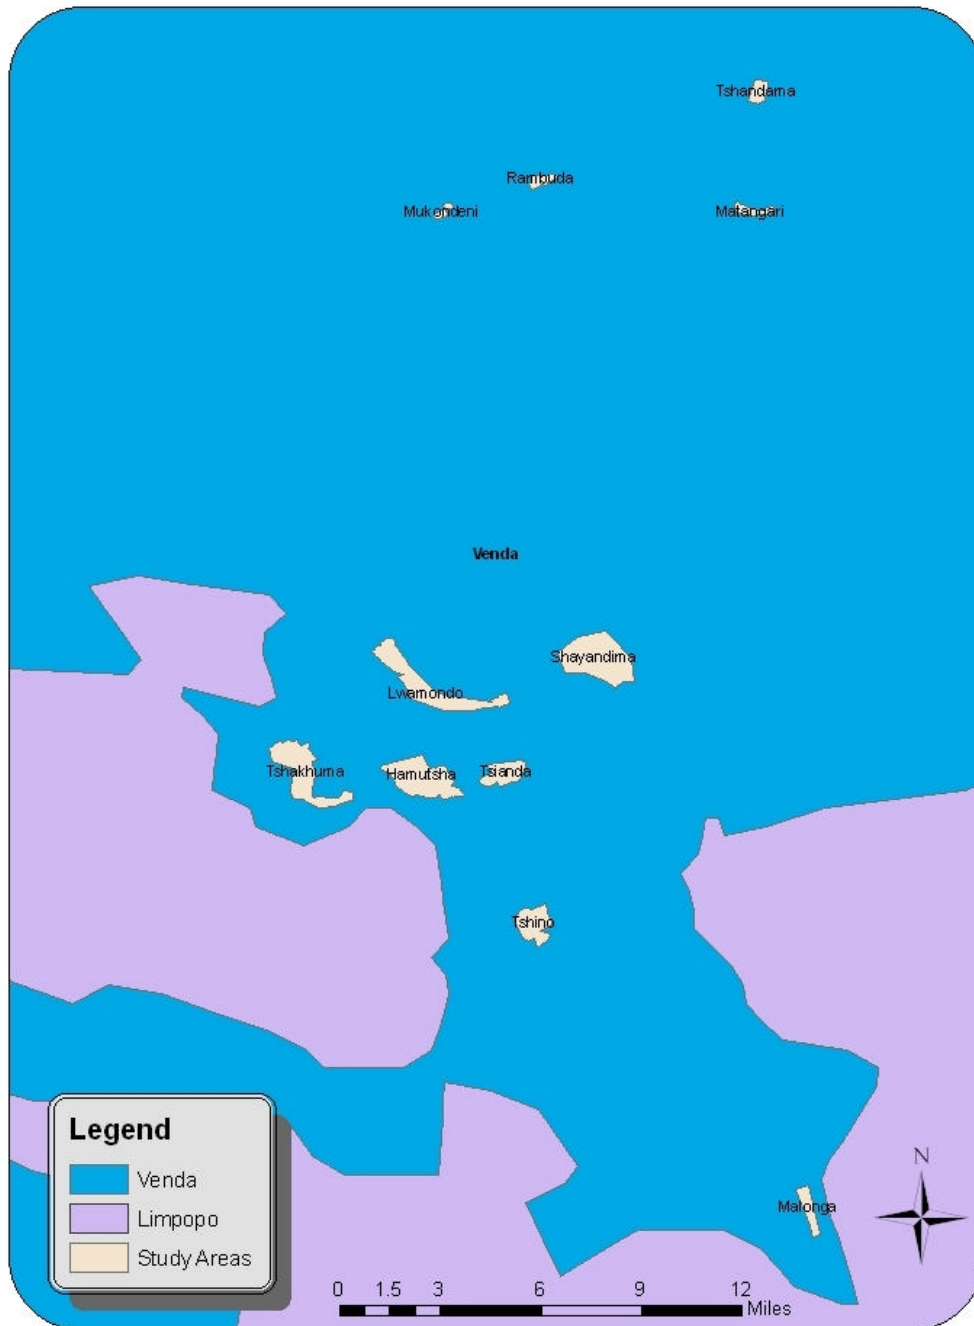 Tshandama
Rambuda
Mukondeni
Matangari
Venda
Shayandima
Lwamondo
Tshakhuma
Hamutsha
Tsianda
Tshino
Malonga
N
Legend
Venda
Limpopo
Study Areas
0 1.5 3 6 9 12
Miles